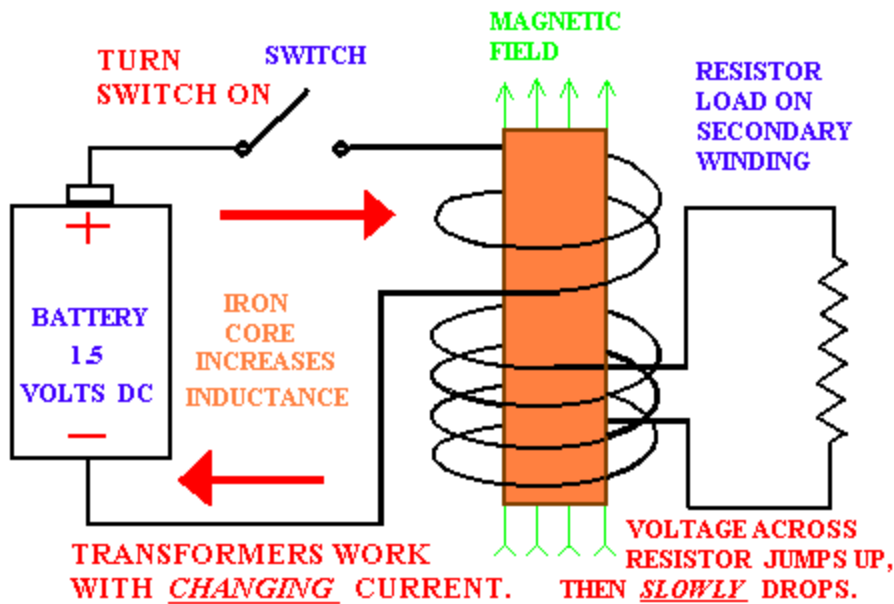 MAGNETIC
FIELD
TURN
SWITCH ON
SWITCH
RESISTOR
LOAD ON
SECONDARY
WINDING
+
BATTERY
1.5
VOLTS DC
−
IRON
CORE
INCREASES
INDUCTANCE
TRANSFORMERS WORK
WITH CHANGING CURRENT.
VOLTAGE ACROSS
RESISTOR JUMPS UP,
THEN SLOWLY DROPS.